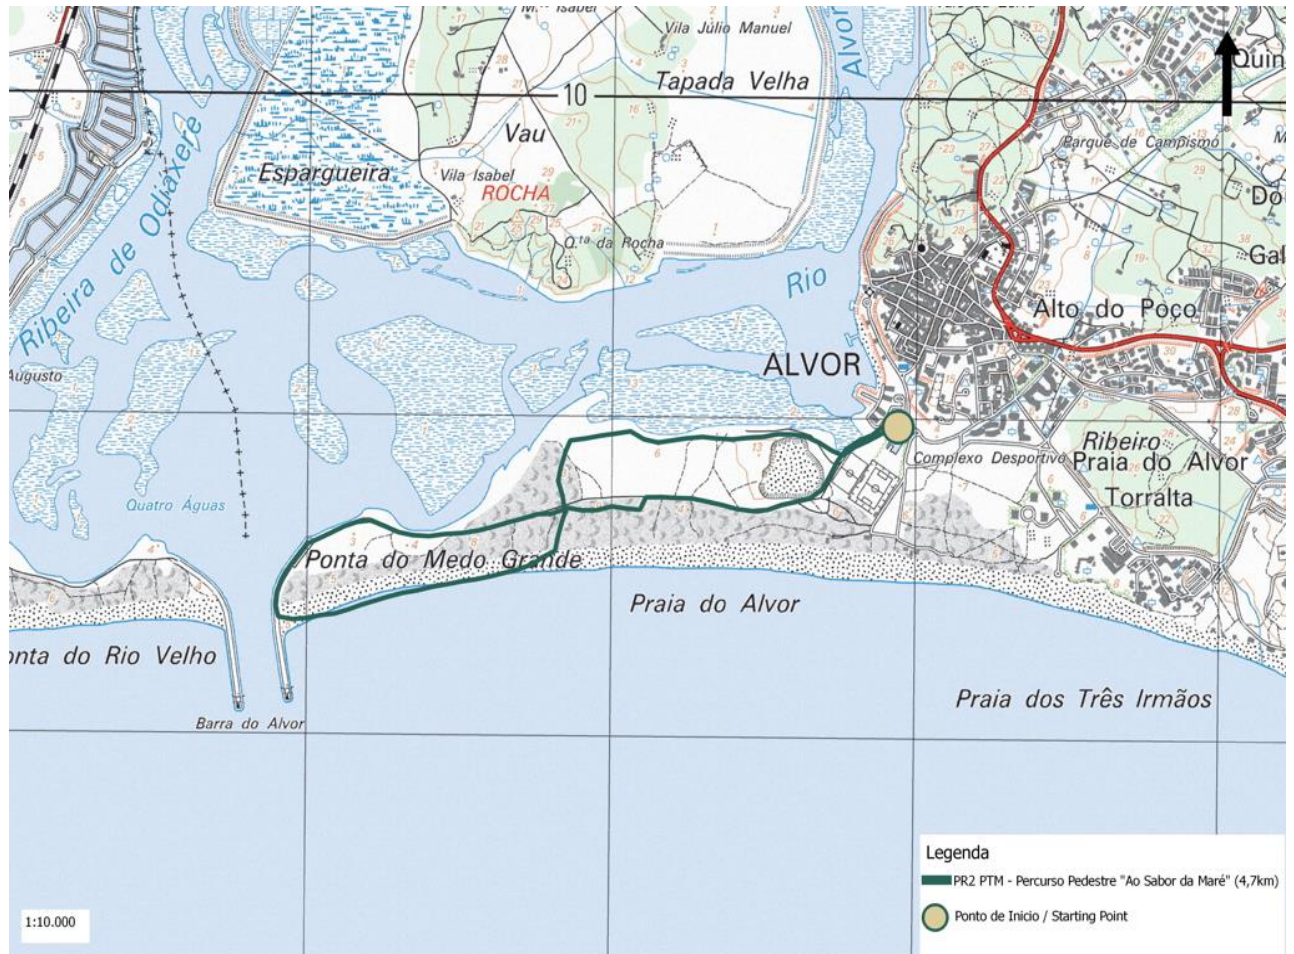 Mte Isabel
Vila Júlio Manuel
Alvor
Quin
Tapada Velha
10
Vau
Parque de Campismo
Espargueira
Vila Isabel
ROCHA
Q.ta da Rocha
Ribeira de Odiáxere
Rio
Gal
Alto do Poço
ALVOR
Augusto
Quatro Águas
Complexo Desportivo
Ribeiro
Praia do Alvor
Torralta
Ponta do Medo Grande
Praia do Alvor
onta do Rio Velho
Barra do Alvor
Praia dos Três Irmãos
Legenda
PR2 PTM - Percurso Pedestre "Ao Sabor da Maré" (4,7km)
Ponto de Inicio / Starting Point
1:10.000